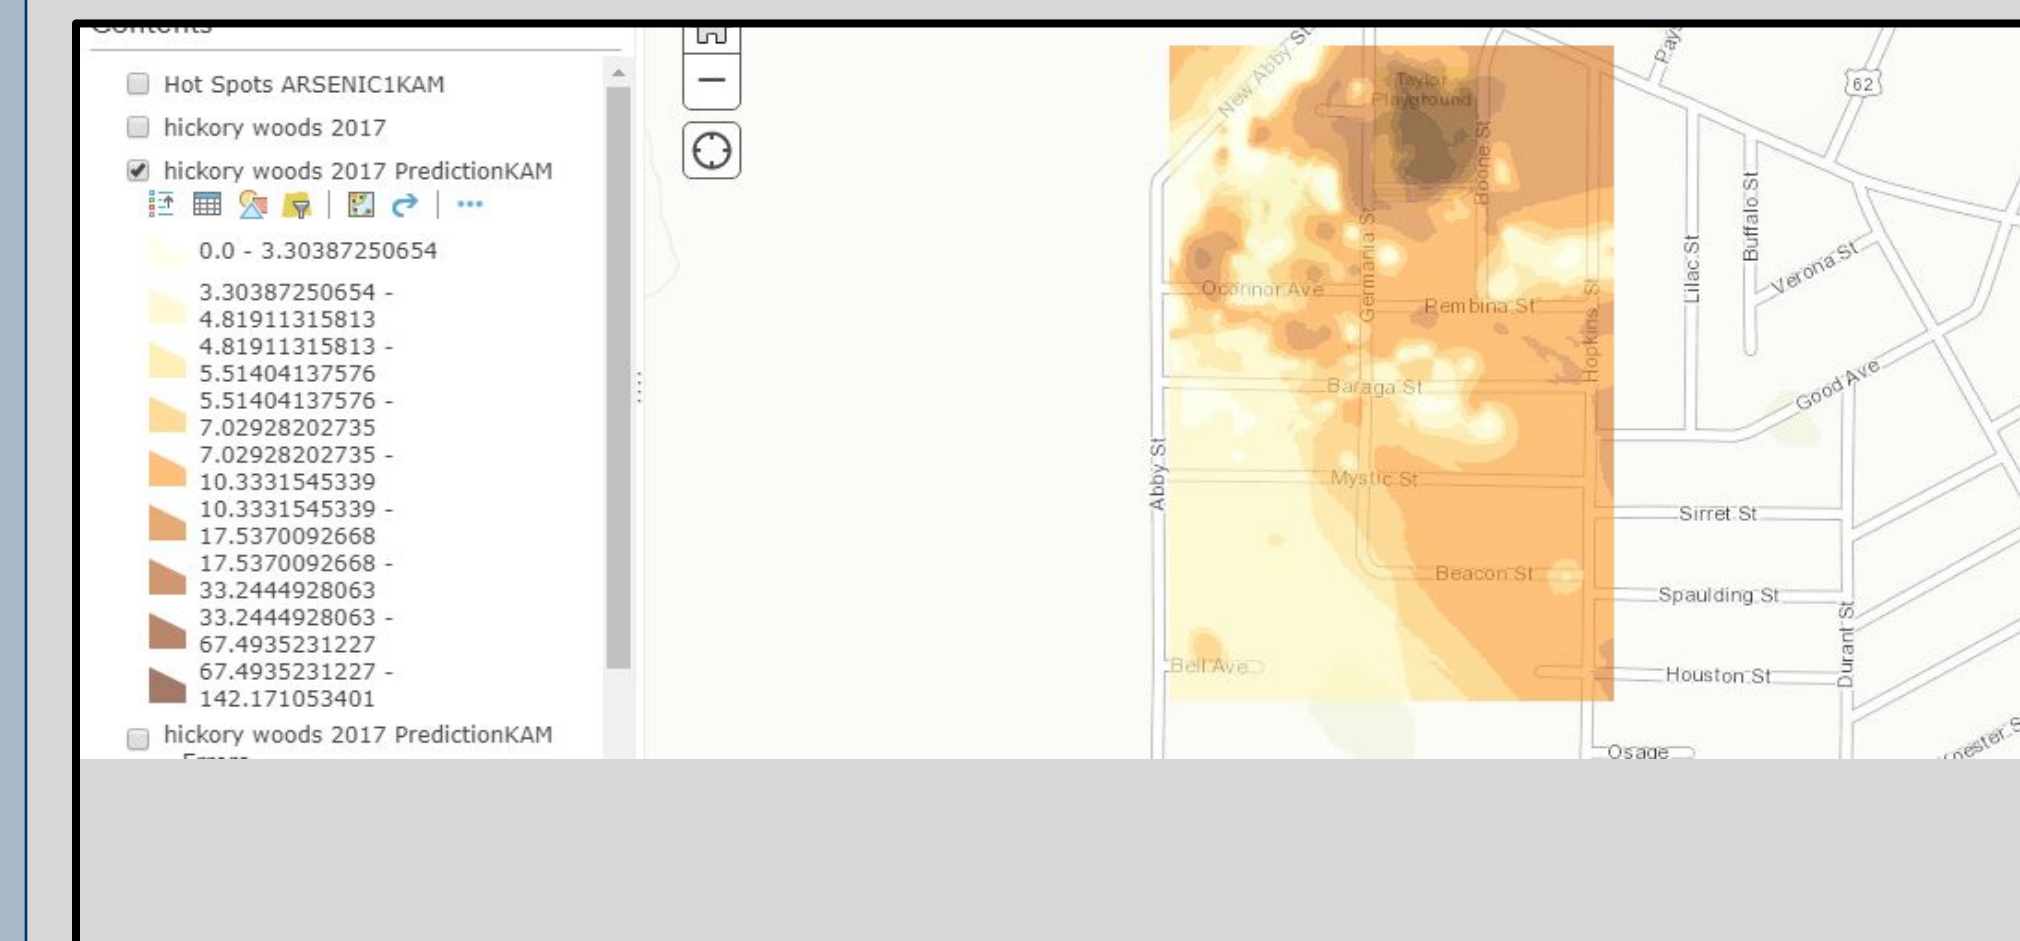 Contents
Hot Spots ARSENIC1KAM
hickory woods 2017
hickory woods 2017 PredictionKAM
0.0 - 3.30387250654
3.30387250654 -
4.81911315813
4.81911315813 -
5.51404137576
5.51404137576 -
7.02928202735
7.02928202735 -
10.3331545339
10.3331545339 -
17.5370092668
17.5370092668 -
33.2444928063
33.2444928063 -
67.4935231227
67.4935231227 -
142.171053401
hickory woods 2017 PredictionKAM
Errors
New Abby St
Taylor
Playground
Boone St
Germania St
Oconnor Ave
Pembina St
Hopkins St
Baraga St
Abby St
Mystic St
Beacon St
Bell Ave
62
Lilac St
Buffalo St
Verona St
Good Ave
Sirret St
Spaulding St
Houston St
Durant St
Osage